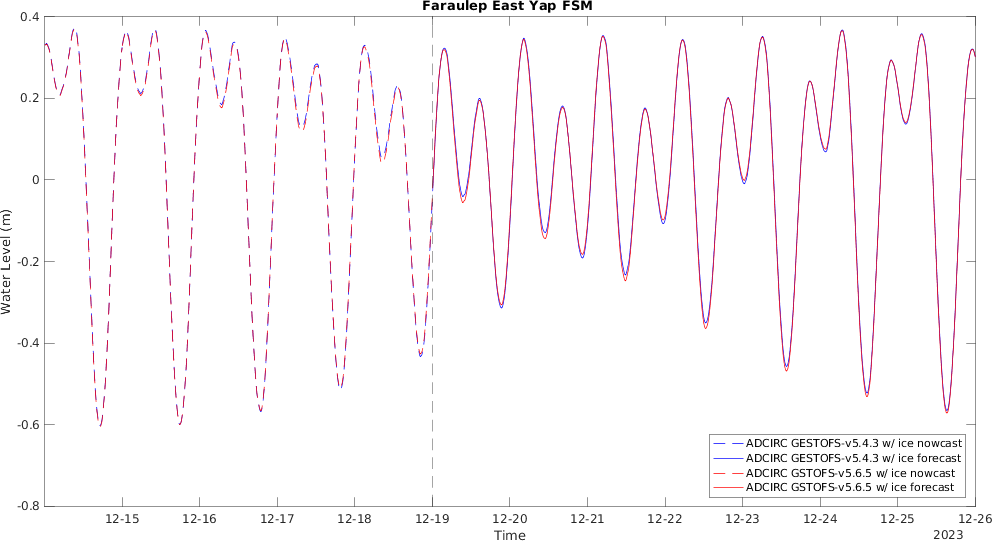 Faraulep East Yap FSM
0.4
0.2
0
-0.2
-0.4
-0.6
-0.8
Water Level (m)
12-15 12-16 12-17 12-18 12-19 12-20 12-21 12-22 12-23 12-24 12-25 12-26
Time
2023
ADCIRC GESTOFS-v5.4.3 w/ ice nowcast
ADCIRC GESTOFS-v5.4.3 w/ ice forecast
ADCIRC GSTOFS-v5.6.5 w/ ice nowcast
ADCIRC GSTOFS-v5.6.5 w/ ice forecast